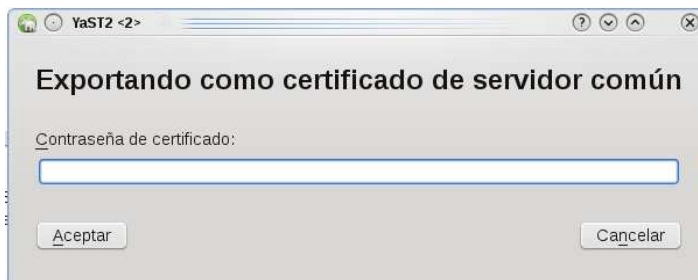 YaST2 <2>
Exportando como certificado de servidor común
Contraseña de certificado:
Aceptar
Cancelar